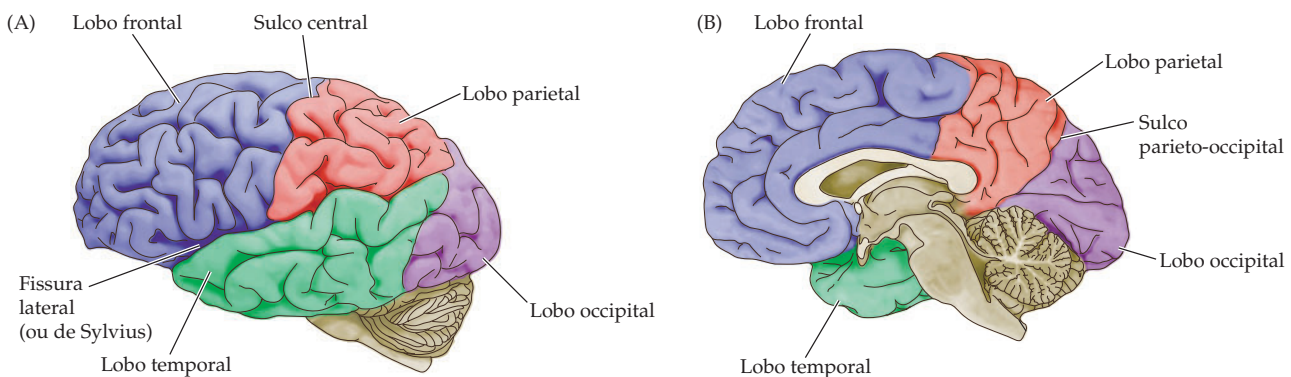 (A)
Lobo frontal
Sulco central
Lobo parietal
Fissura
lateral
(ou de Sylvius)
Lobo temporal
Lobo occipital
(B)
Lobo frontal
Lobo parietal
Sulco
parieto-occipital
Lobo occipital
Lobo temporal